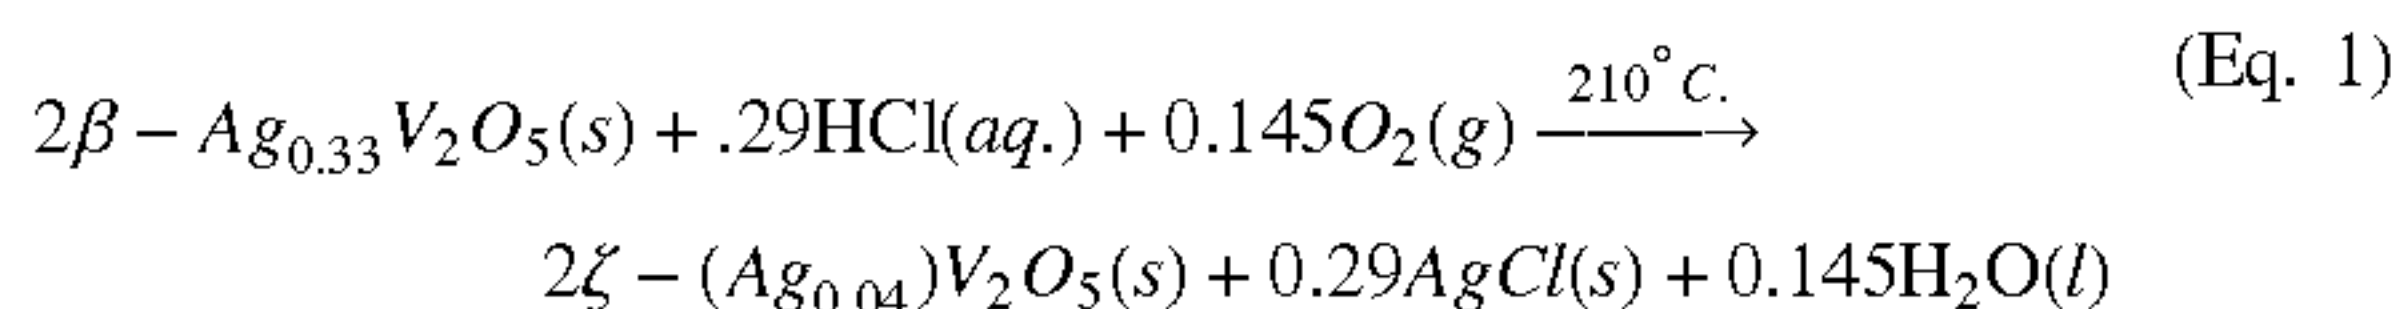 2β − Ag₀.₃₃V₂O₅(s) + .29HCl(aq.) + 0.145O₂(g) —210°C.→ (Eq. 1)
2ζ − (Ag₀.₀₄)V₂O₅(s) + 0.29AgCl(s) + 0.145H₂O(l)